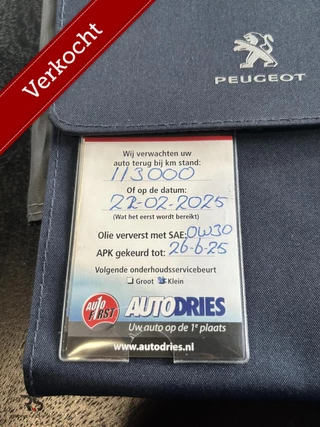 Verkocht
PEUGEOT
Wij verwachten uw
auto terug bij km stand:
113000
Of op de datum:
22-02-2025
(Wat het eerst wordt bereikt)
Olie ververst met SAE: 0W30
APK gekeurd tot: 26-6-25
Volgende onderhoudsservicebeurt
Groot Klein
AUTO FIRST AUTODRIES
Uw auto op de 1e plaats
www.autodries.nl